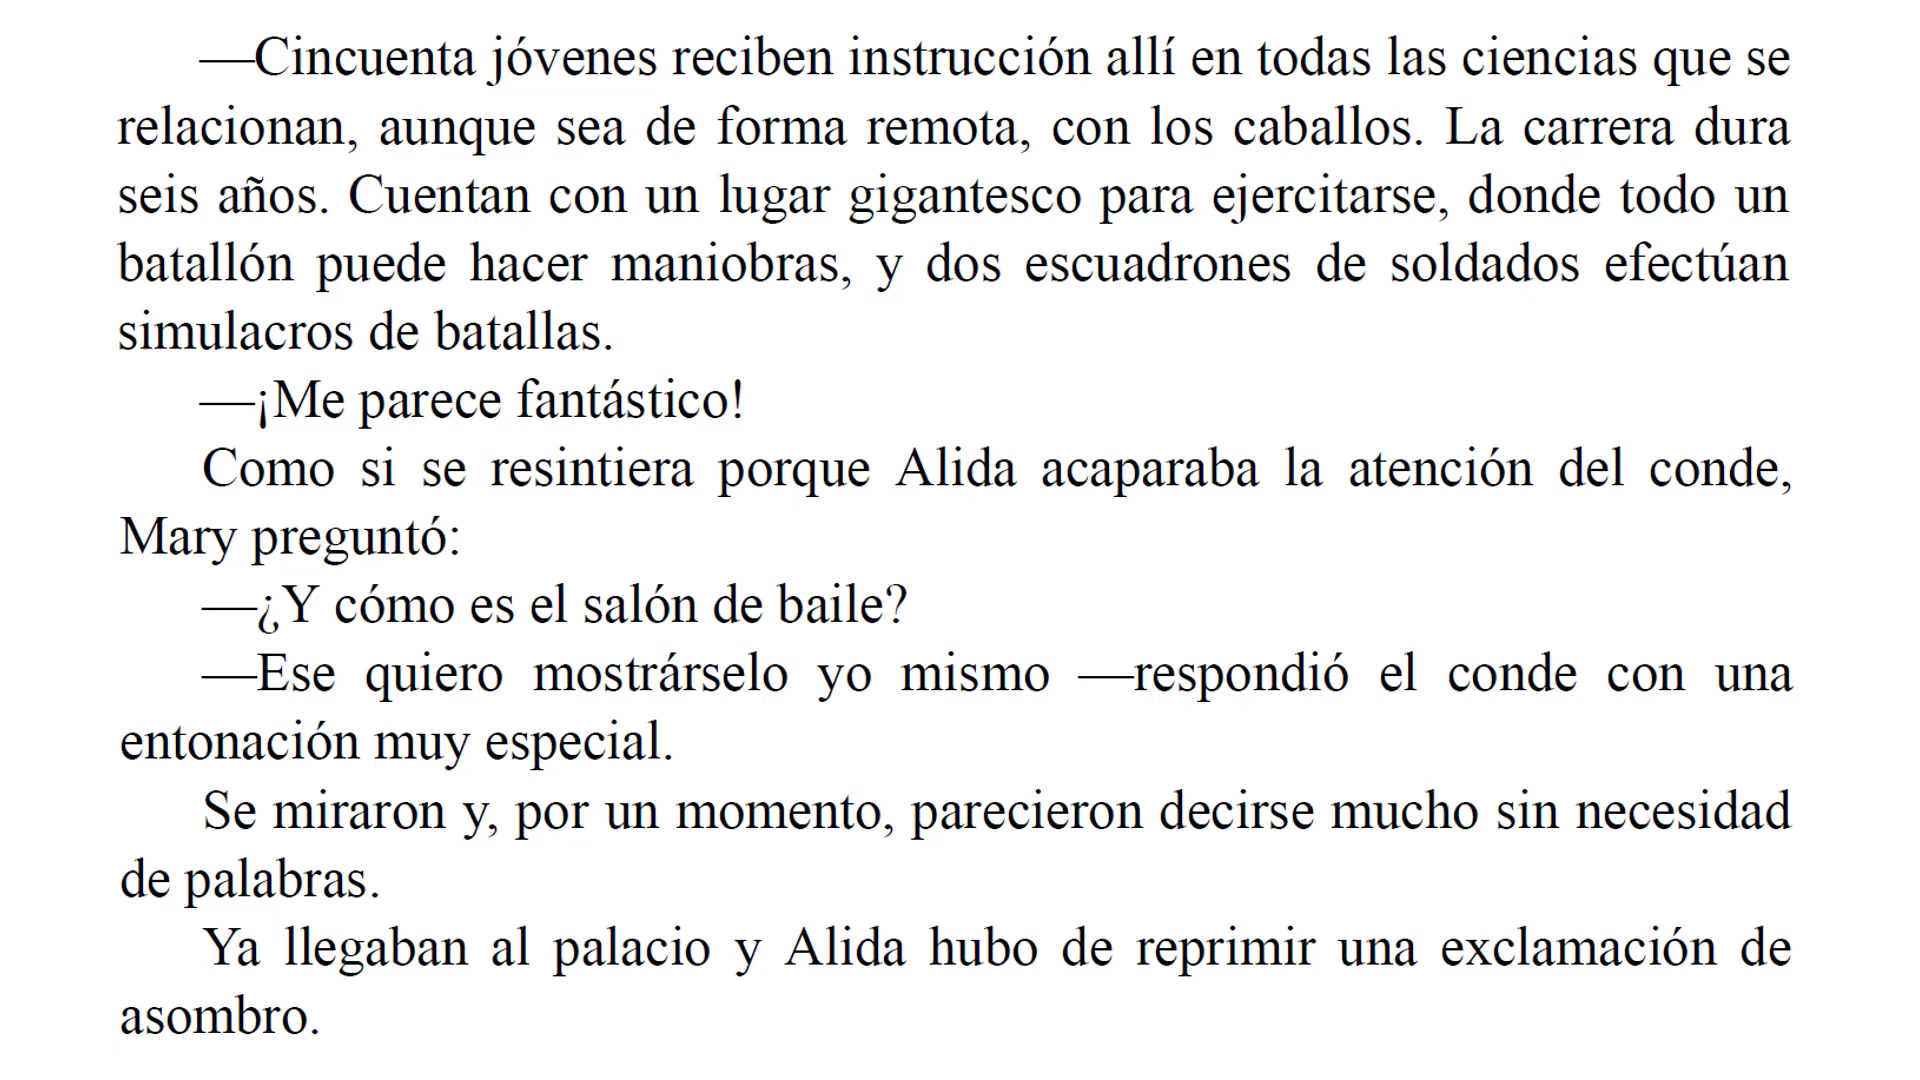 —Cincuenta jóvenes reciben instrucción allí en todas las ciencias que se
relacionan, aunque sea de forma remota, con los caballos. La carrera dura
seis años. Cuentan con un lugar gigantesco para ejercitarse, donde todo un
batallón puede hacer maniobras, y dos escuadrones de soldados efectúan
simulacros de batallas.
—¡Me parece fantástico!
Como si se resintiera porque Alida acaparaba la atención del conde,
Mary preguntó:
—¿Y cómo es el salón de baile?
—Ese quiero mostrárselo yo mismo —respondió el conde con una
entonación muy especial.
Se miraron y, por un momento, parecieron decirse mucho sin necesidad
de palabras.
Ya llegaban al palacio y Alida hubo de reprimir una exclamación de
asombro.